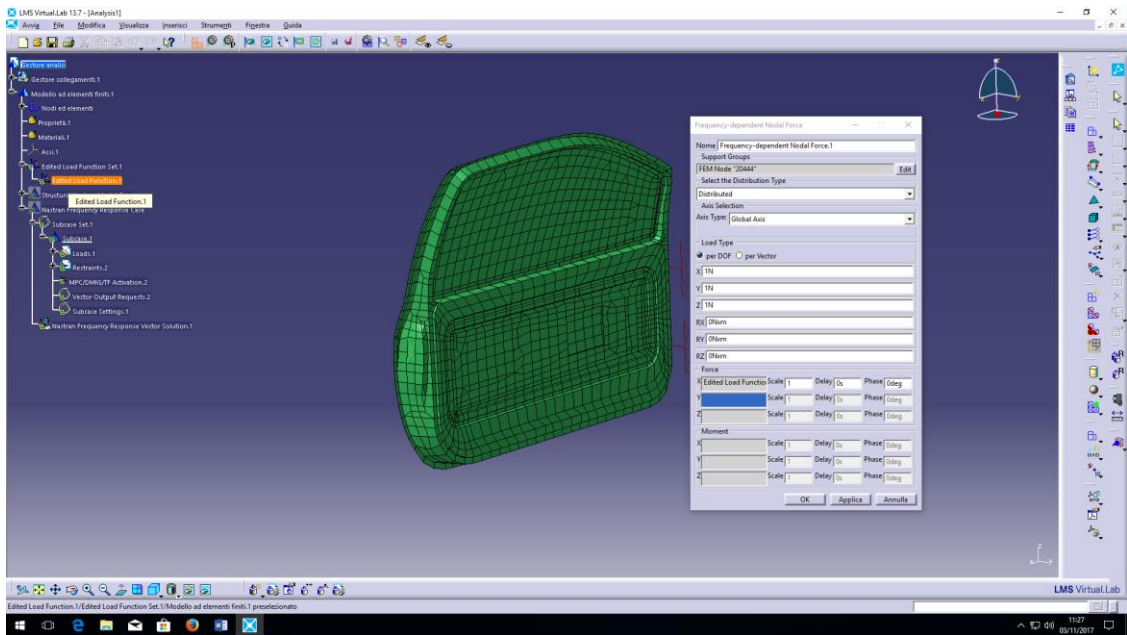 LMS Virtual.Lab 13.7 - [Analysis1]
Avvia File Modifica Visualizza Inserisci Strumenti Finestra Guida
Gestore analisi
Gestore collegamenti.1
Modello ad elementi finiti.1
Nodi ed elementi
Proprietà.1
Materiali.1
Assi.1
Edited Load Function Set.1
Edited Load Function.1
Structur
Edited Load Function.1
Nastran Frequency Response Case
Subcase Set.1
Subcase.1
Loads.1
Restraints.2
MPC/DMIG/TF Activation.2
Vector Output Requests.2
Subcase Settings.1
Nastran Frequency Response Vector Solution.1
Frequency-dependent Nodal Force
Nome Frequency-dependent Nodal Force.1
Support Groups
FEM Node "20444" Edit
Select the Distribution Type
Distributed
Axis Selection
Axis Type: Global Axis
Load Type
per DOF per Vector
X 1N
Y 1N
Z 1N
RX 0Nxm
RY 0Nxm
RZ 0Nxm
Force
X Edited Load Functio Scale 1 Delay 0s Phase 0deg
Y Scale 1 Delay 0s Phase 0deg
Z Scale 1 Delay 0s Phase 0deg
Moment
X Scale 1 Delay 0s Phase 0deg
Y Scale 1 Delay 0s Phase 0deg
Z Scale 1 Delay 0s Phase 0deg
OK Applica Annulla
z
x y
LMS Virtual.Lab
Edited Load Function.1/Edited Load Function Set.1/Modello ad elementi finiti.1 preselezionato
11:27
03/11/2017